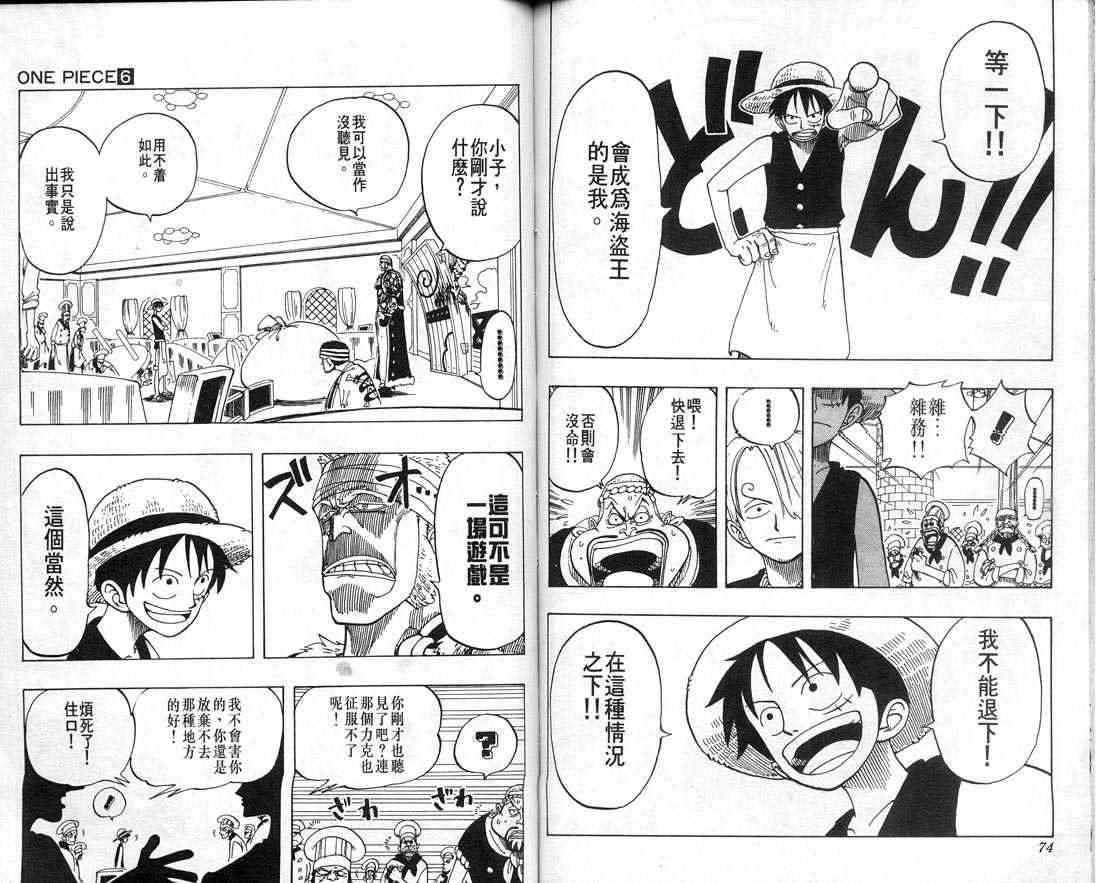 等一下!!
會成爲海盜王
的是我。
どん!!
!
雜…
雜務!!
喂!
快退下去!
否則會
沒命!!
我不能退下!
在這種情況
之下!!
74
ONE PIECE6
小子,
你剛才說
什麼?
我可以當作
沒聽見。
用不着
如此。
我只是說
出事實。
這可不是
一場遊戲。
ズオ…
這個當然。
?
你剛才也聽
見了吧?連
那個力克也
征服不了
呢!
ざわ
ざわ
我不會害你
的,你還是
放棄不去
那種地方
的好!
煩死了!
住口!
!